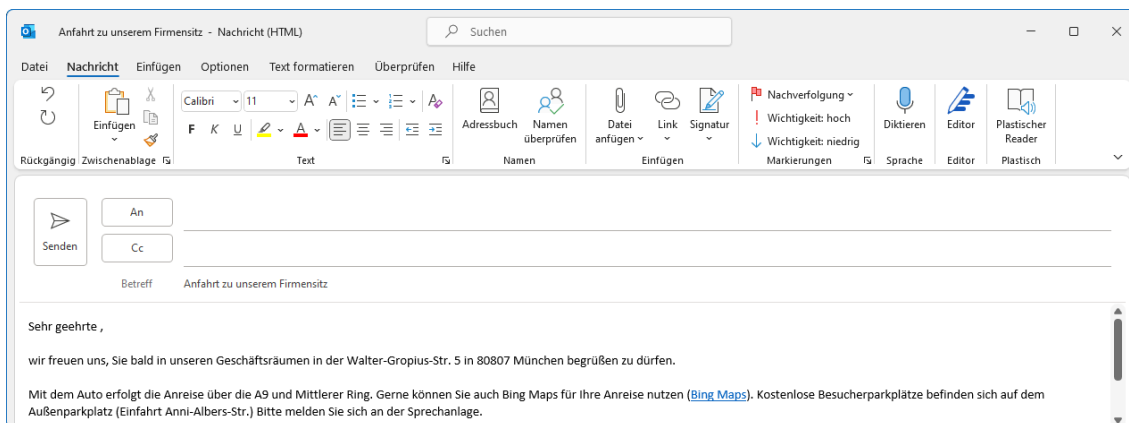 Anfahrt zu unserem Firmensitz - Nachricht (HTML)
Suchen
Datei Nachricht Einfügen Optionen Text formatieren Überprüfen Hilfe
Einfügen
Calibri 11
F K U
Adressbuch
Namen überprüfen
Datei anfügen
Link
Signatur
Nachverfolgung
Wichtigkeit: hoch
Wichtigkeit: niedrig
Diktieren
Editor
Plastischer Reader
Rückgängig Zwischenablage Text Namen Einfügen Markierungen Sprache Editor Plastisch
Senden
An
Cc
Betreff Anfahrt zu unserem Firmensitz
Sehr geehrte ,
wir freuen uns, Sie bald in unseren Geschäftsräumen in der Walter-Gropius-Str. 5 in 80807 München begrüßen zu dürfen.
Mit dem Auto erfolgt die Anreise über die A9 und Mittlerer Ring. Gerne können Sie auch Bing Maps für Ihre Anreise nutzen (Bing Maps). Kostenlose Besucherparkplätze befinden sich auf dem
Außenparkplatz (Einfahrt Anni-Albers-Str.) Bitte melden Sie sich an der Sprechanlage.